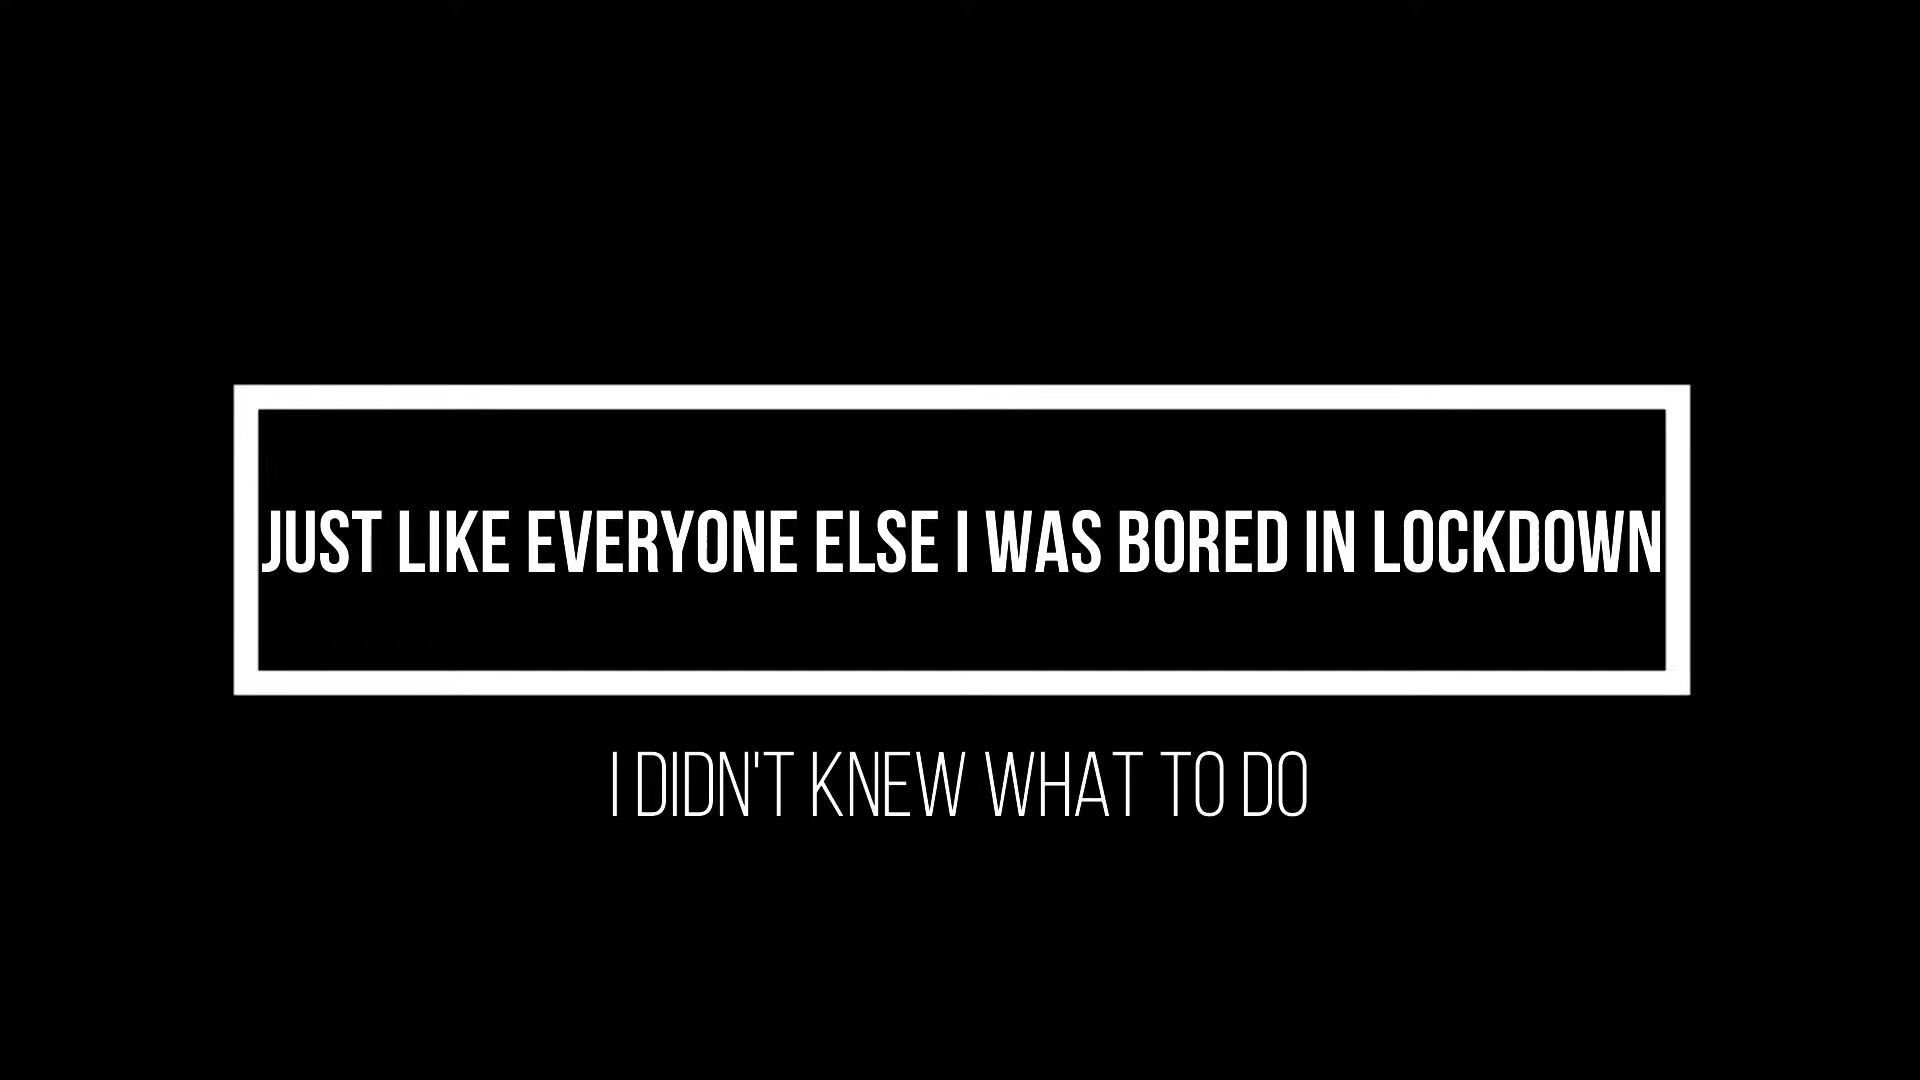 JUST LIKE EVERYONE ELSE I WAS BORED IN LOCKDOWN
I DIDN'T KNEW WHAT TO DO